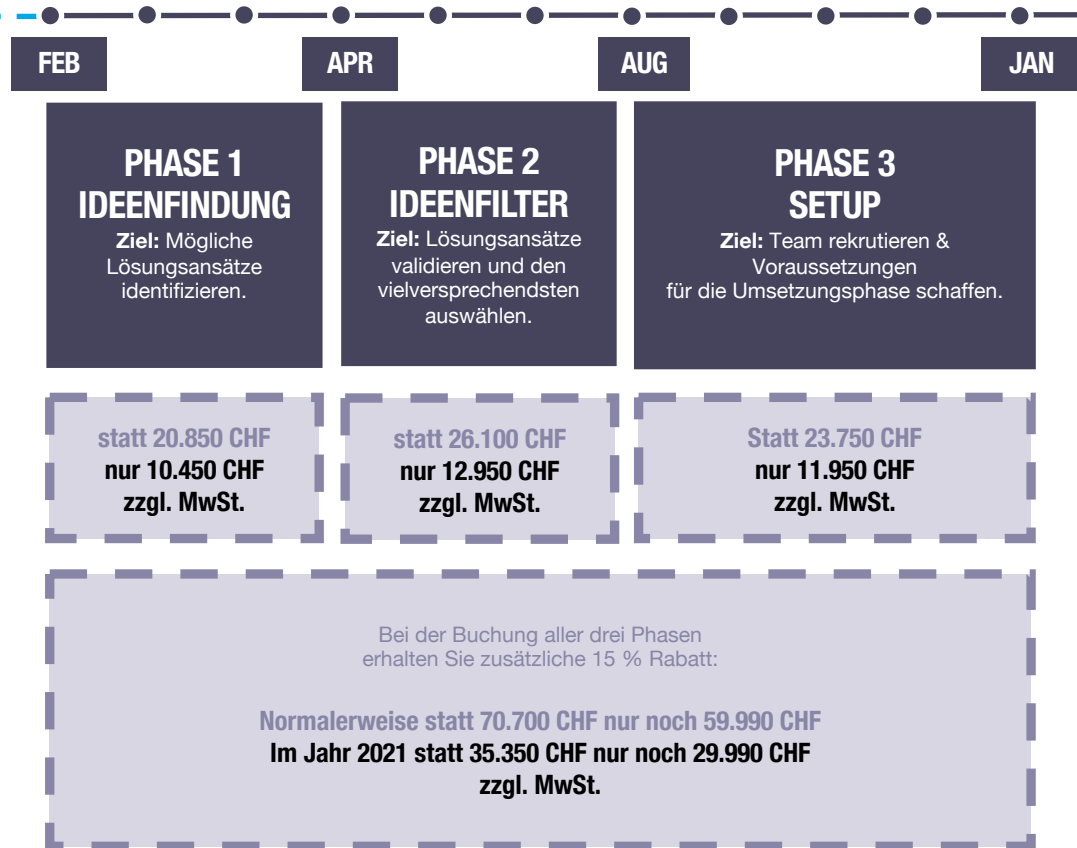 FEB
APR
AUG
JAN
PHASE 1
IDEENFINDUNG
Ziel: Mögliche
Lösungsansätze
identifizieren.
PHASE 2
IDEENFILTER
Ziel: Lösungsansätze
validieren und den
vielversprechendsten
auswählen.
PHASE 3
SETUP
Ziel: Team rekrutieren &
Voraussetzungen
für die Umsetzungsphase schaffen.
statt 20.850 CHF
nur 10.450 CHF
zzgl. MwSt.
statt 26.100 CHF
nur 12.950 CHF
zzgl. MwSt.
Statt 23.750 CHF
nur 11.950 CHF
zzgl. MwSt.
Bei der Buchung aller drei Phasen
erhalten Sie zusätzliche 15 % Rabatt:
Normalerweise statt 70.700 CHF nur noch 59.990 CHF
Im Jahr 2021 statt 35.350 CHF nur noch 29.990 CHF
zzgl. MwSt.